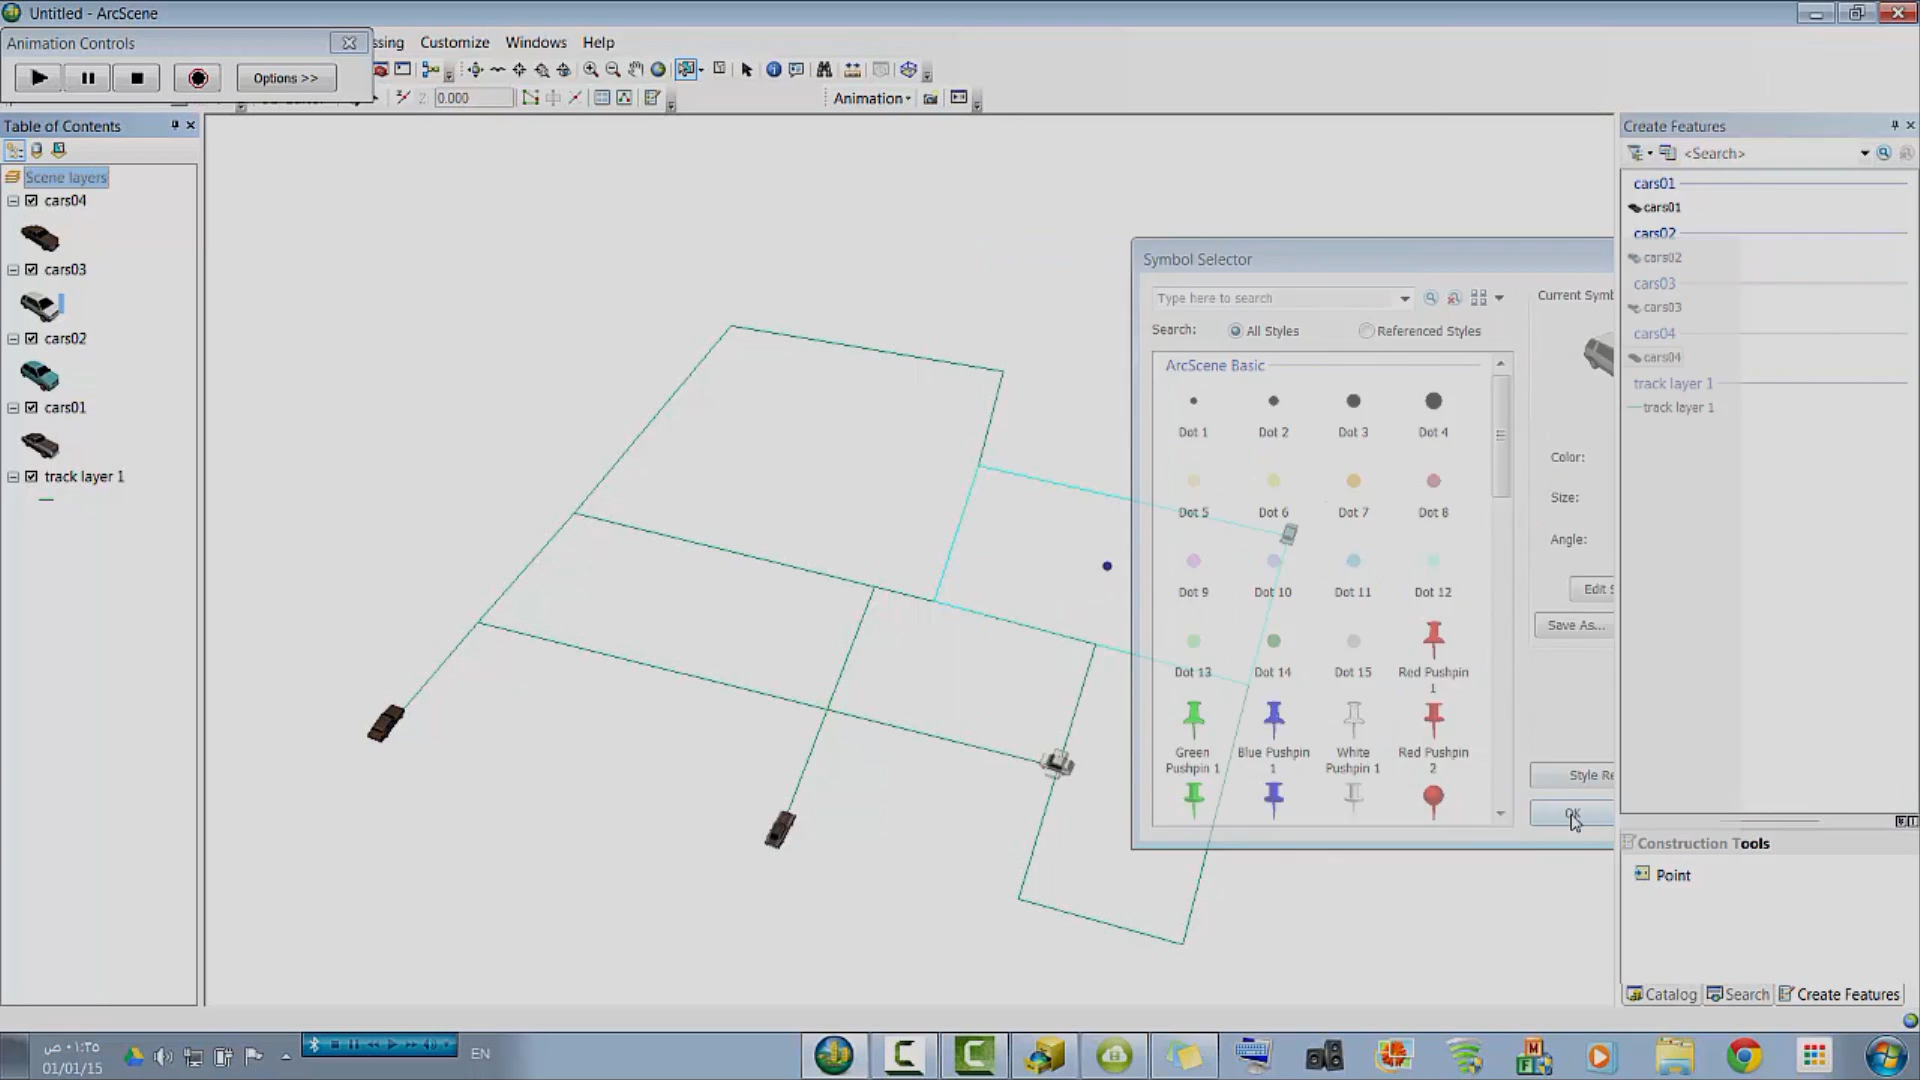 Untitled - ArcScene
Animation Controls
ssing Customize Windows Help
Options >>
Z: 0.000
Animation
Table of Contents
Scene layers
cars04
cars03
cars02
cars01
track layer 1
Symbol Selector
Type here to search
Search: All Styles Referenced Styles
ArcScene Basic
Dot 1 Dot 2 Dot 3 Dot 4
Dot 5 Dot 6 Dot 7 Dot 8
Dot 9 Dot 10 Dot 11 Dot 12
Dot 13 Dot 14 Dot 15 Red Pushpin 1
Green Pushpin 1 Blue Pushpin 1 White Pushpin 1 Red Pushpin 2
Current Symb
Color:
Size:
Angle:
Edit S
Save As...
Style Re
OK
Create Features
<Search>
cars01
cars01
cars02
cars02
cars03
cars03
cars04
cars04
track layer 1
track layer 1
Construction Tools
Point
Catalog Search Create Features
EN
٠١:٢٥ ص
01/01/15